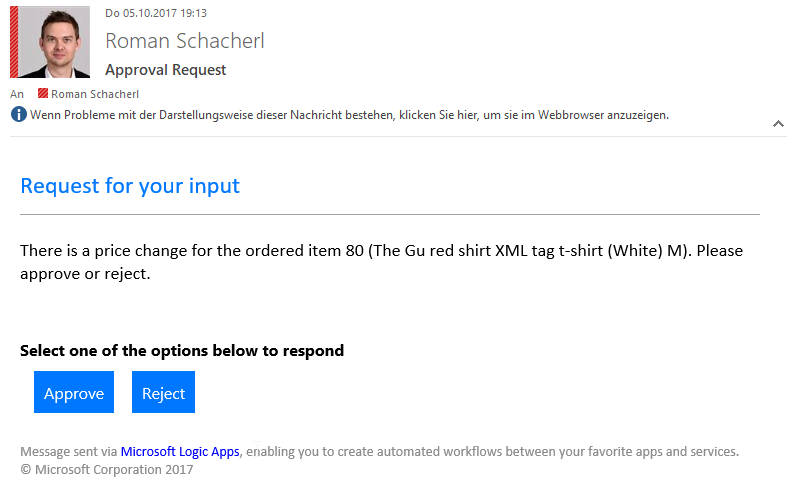 Do 05.10.2017 19:13
Roman Schacherl
Approval Request
An Roman Schacherl
Wenn Probleme mit der Darstellungsweise dieser Nachricht bestehen, klicken Sie hier, um sie im Webbrowser anzuzeigen.
Request for your input
There is a price change for the ordered item 80 (The Gu red shirt XML tag t-shirt (White) M). Please
approve or reject.
Select one of the options below to respond
Approve Reject
Message sent via Microsoft Logic Apps, enabling you to create automated workflows between your favorite apps and services.
© Microsoft Corporation 2017